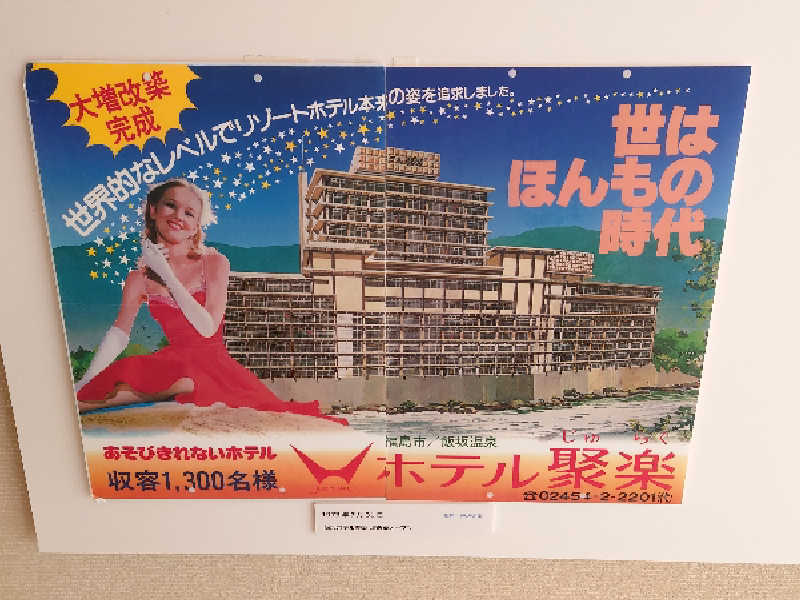 大増改築
完成
世界的なレベルでリゾートホテル本来の姿を追求しました。
世は
ほんもの
時代
あそびきれないホテル
収容1,300名様
福島市/飯坂温泉
じゅ らく
ホテル聚楽